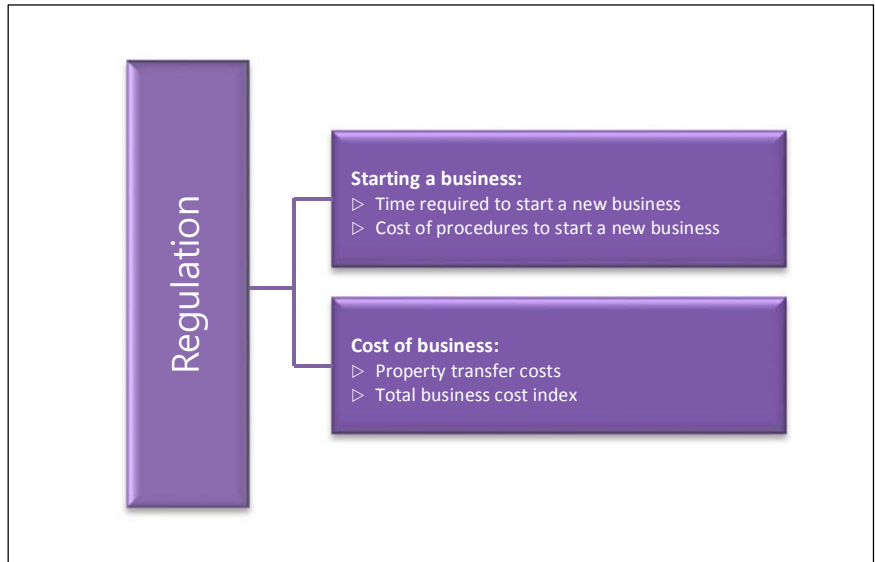 Regulation
Starting a business:
▷ Time required to start a new business
▷ Cost of procedures to start a new business
Cost of business:
▷ Property transfer costs
▷ Total business cost index